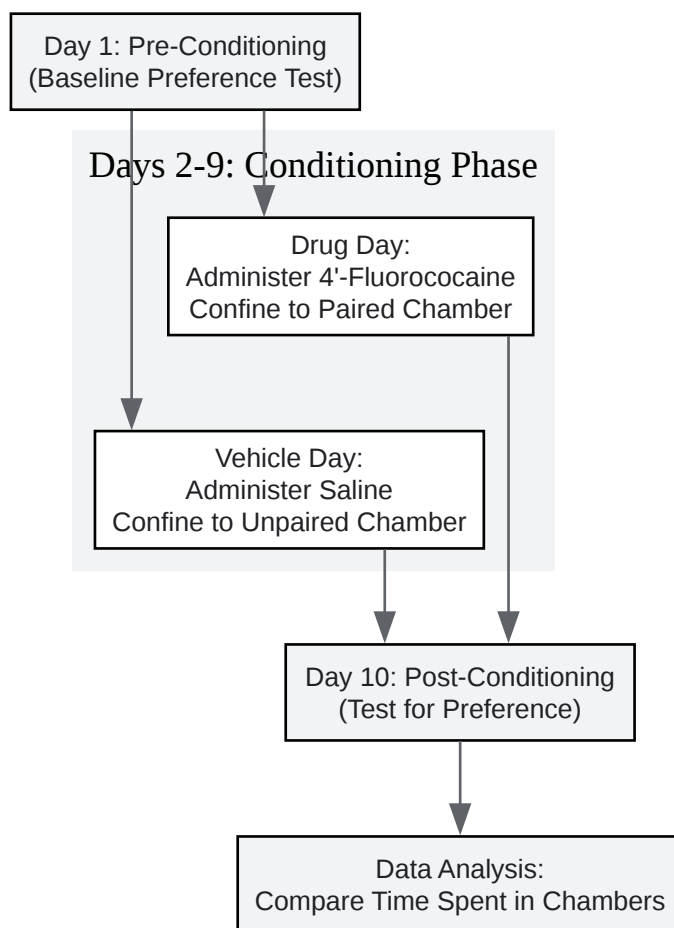 Day 1: Pre-Conditioning
(Baseline Preference Test)
Days 2-9: Conditioning Phase
Drug Day:
Administer 4'-Fluorococaine
Confine to Paired Chamber
Vehicle Day:
Administer Saline
Confine to Unpaired Chamber
Day 10: Post-Conditioning
(Test for Preference)
Data Analysis:
Compare Time Spent in Chambers